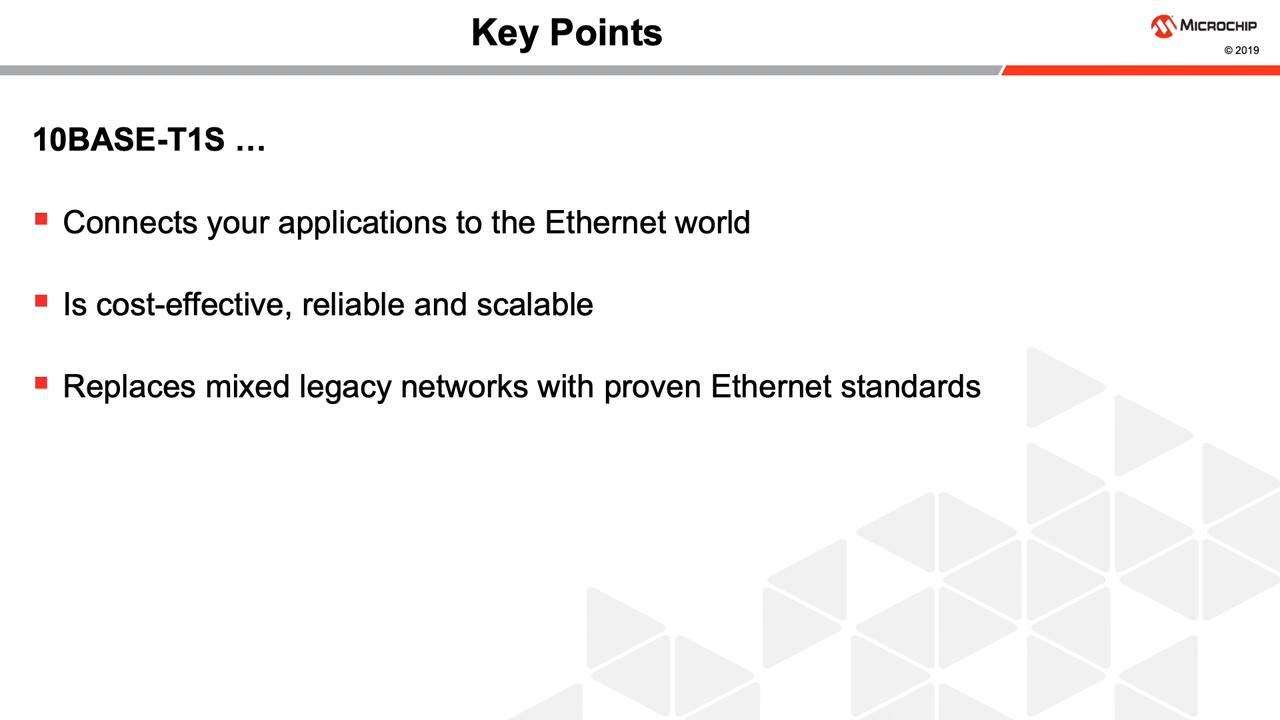 Key Points
MICROCHIP
© 2019
10BASE-T1S …
Connects your applications to the Ethernet world
Is cost-effective, reliable and scalable
Replaces mixed legacy networks with proven Ethernet standards